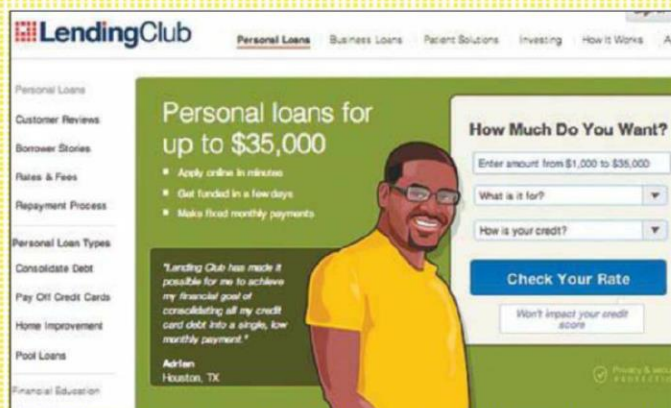 LendingClub
Personal Loans Business Loans Patient Solutions Investing How It Works
Personal Loans
Customer Reviews
Borrower Stories
Rates & Fees
Repayment Process
Personal Loan Types
Consolidate Debt
Pay Off Credit Cards
Home Improvement
Pool Loans
Financial Education
Personal loans for
up to $35,000
Apply online in minutes
Get funded in a few days
Make fixed monthly payments
"Lending Club has made it
possible for me to achieve
my financial goal of
consolidating all my credit
card debt into a single, low
monthly payment."
Adrian
Houston, TX
How Much Do You Want?
Enter amount from $1,000 to $35,000
What is it for?
How is your credit?
Check Your Rate
Won't impact your credit
score
Privacy &